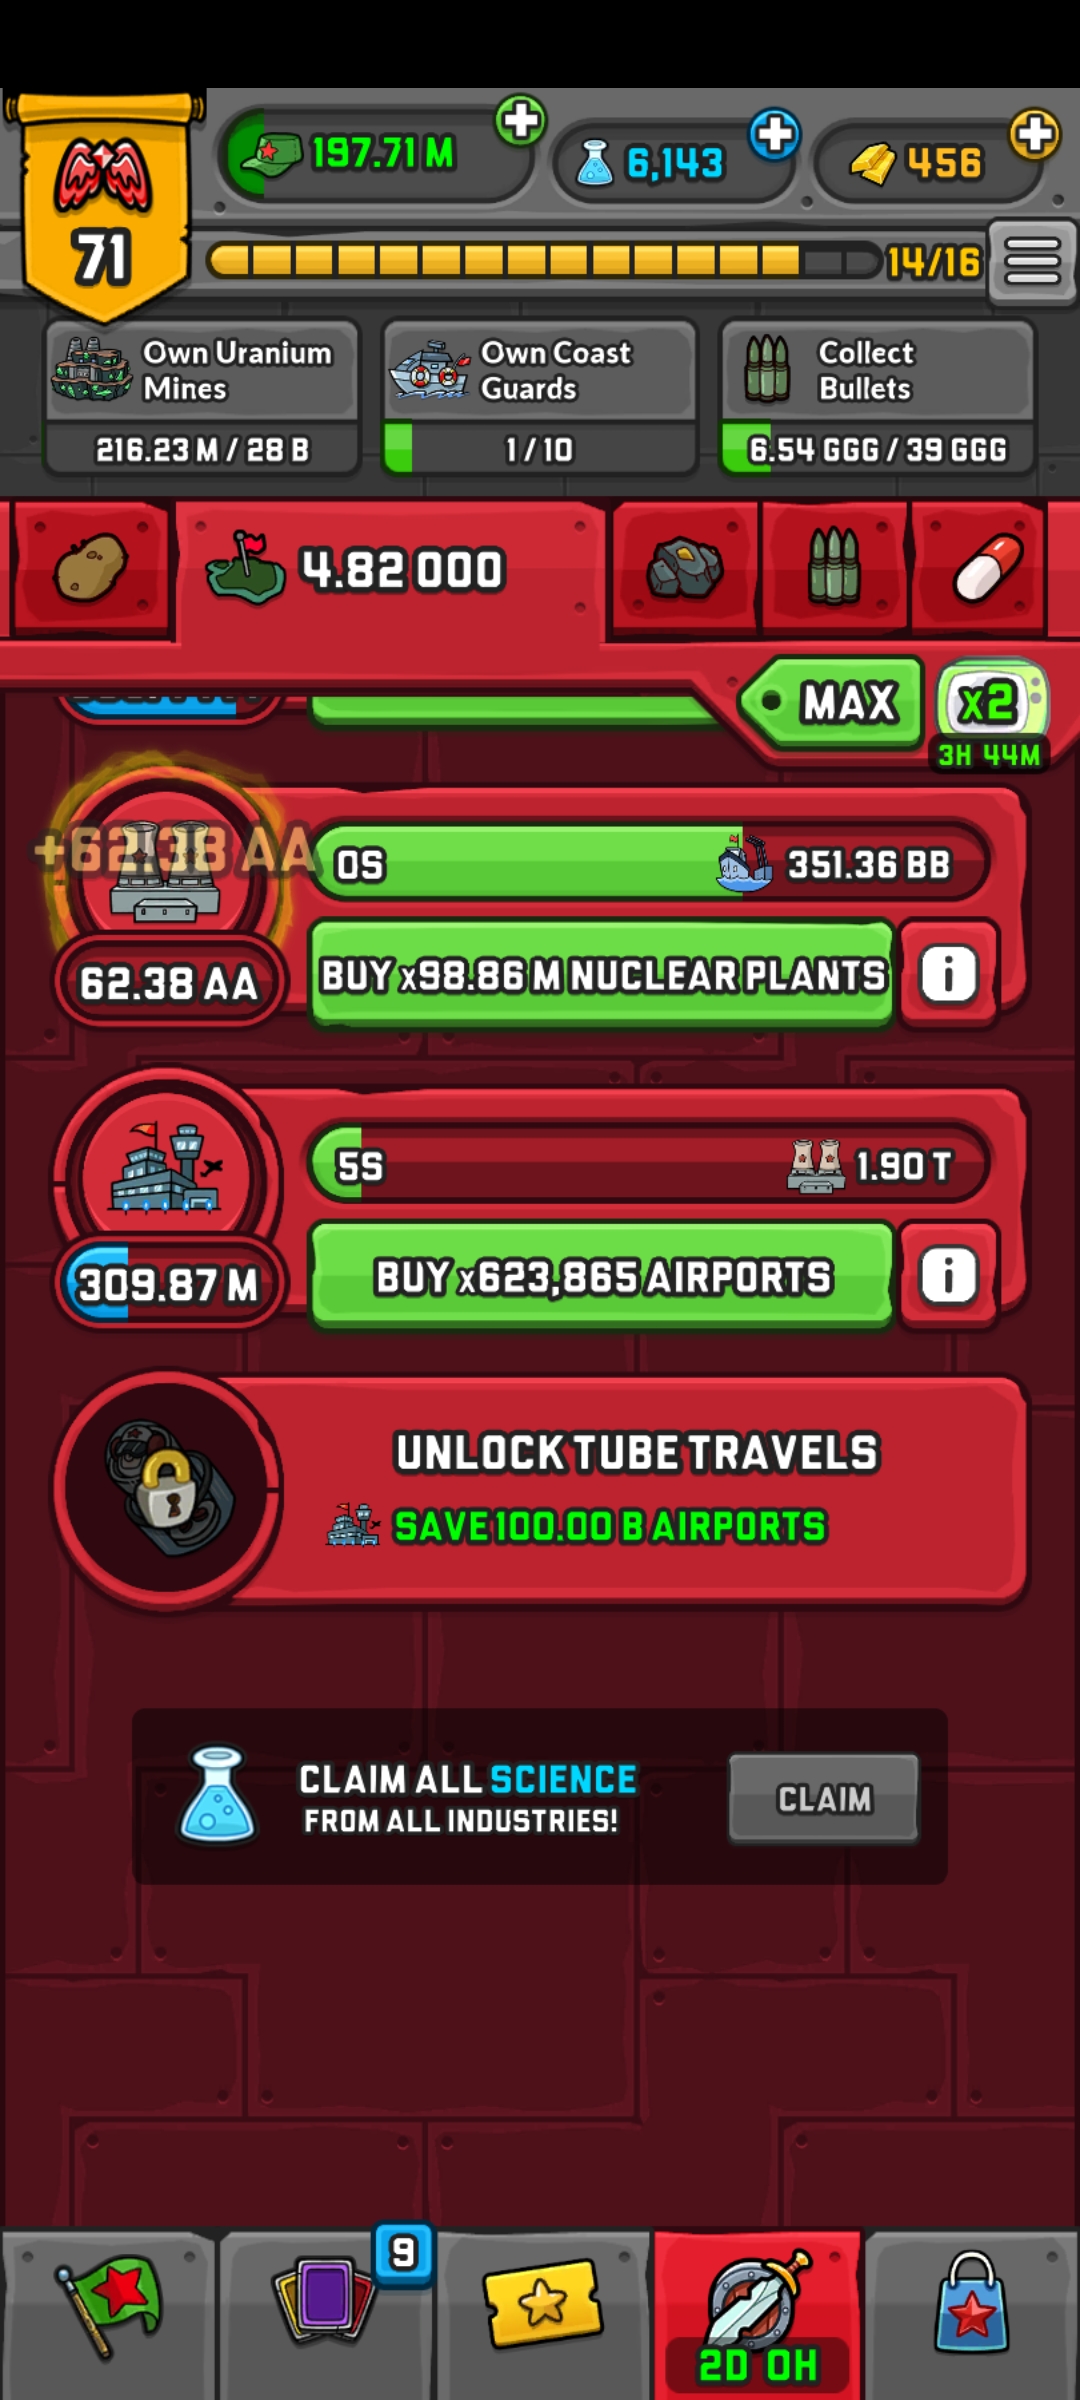 197.71 M
6,143
456
71
14/16
Own Uranium
Mines
216.23 M / 28 B
Own Coast
Guards
1 / 10
Collect
Bullets
6.54 GGG / 39 GGG
4.82 000
MAX
x2
3H 44M
+62.38 AA
0S
351.36 BB
62.38 AA
BUY x98.86 M NUCLEAR PLANTS
i
5S
1.90 T
309.87 M
BUY x623,865 AIRPORTS
i
UNLOCK TUBE TRAVELS
SAVE 100.00 B AIRPORTS
CLAIM ALL SCIENCE
FROM ALL INDUSTRIES!
CLAIM
9
2D 0H